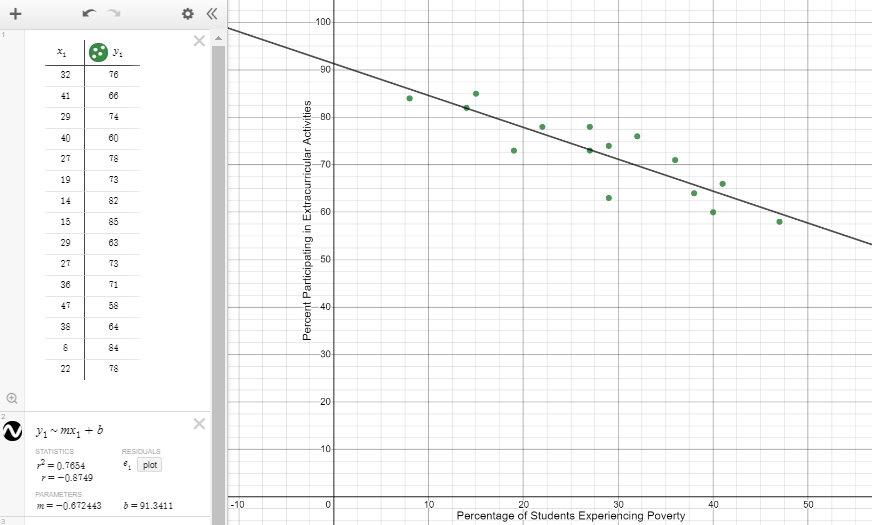 1
x₁ y₁
32 76
41 66
29 74
40 60
27 78
19 73
14 82
15 85
29 63
27 73
36 71
47 58
38 64
8 84
22 78
2
y₁ ~ mx₁ + b
STATISTICS RESIDUALS
r² = 0.7654 e₁ plot
r = −0.8749
PARAMETERS
m = −0.672443 b = 91.3411
3
Percent Participating in Extracurricular Activities
100
90
80
70
60
50
40
30
20
10
-10 0 10 20 30 40 50
Percentage of Students Experiencing Poverty